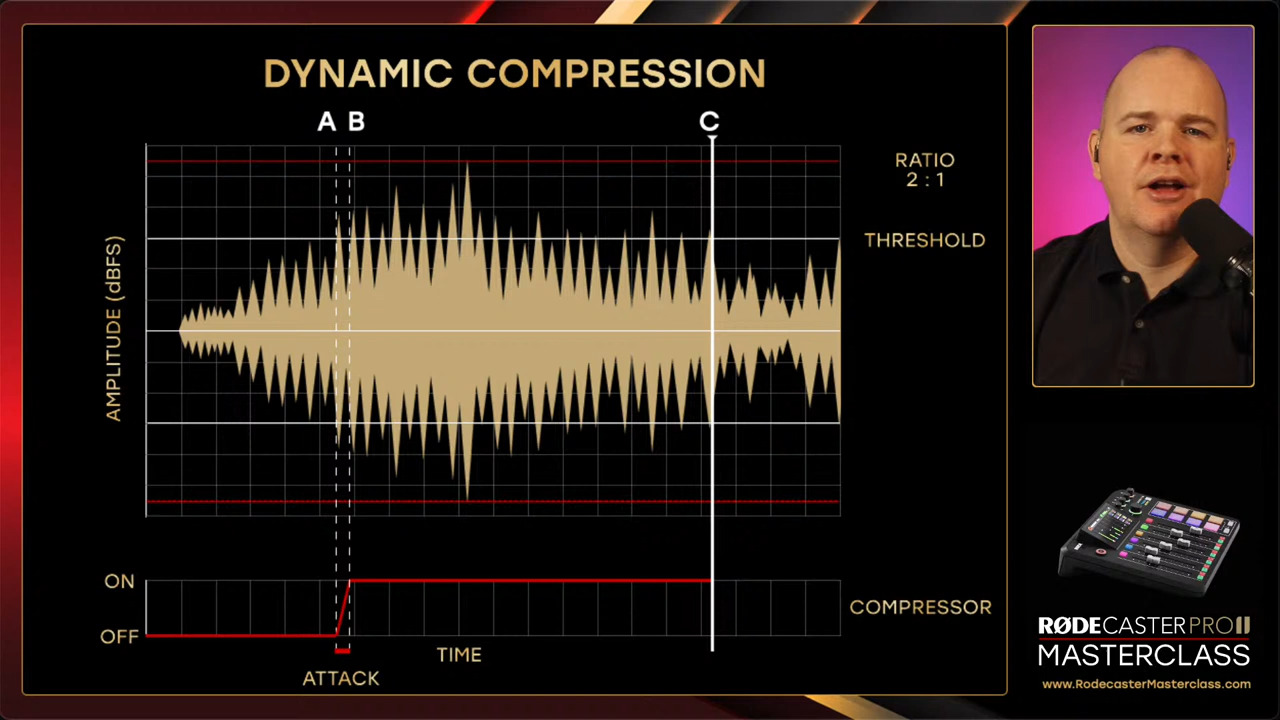 DYNAMIC COMPRESSION
A B C
RATIO
2 : 1
THRESHOLD
AMPLITUDE (dBFS)
ON
OFF
COMPRESSOR
TIME
ATTACK
RØDECASTER PRO II
MASTERCLASS
www.RodecasterMasterclass.com